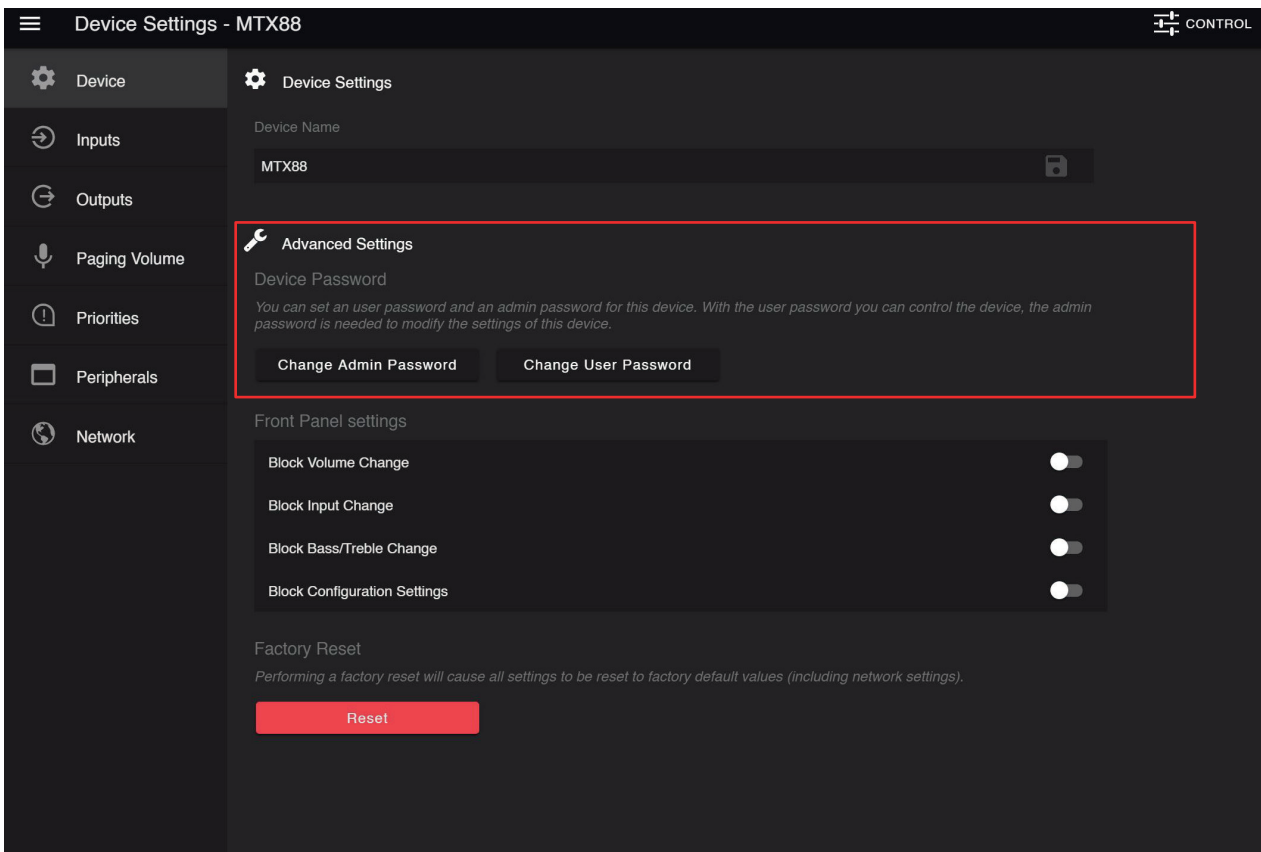 Device Settings - MTX88
CONTROL
Device
Inputs
Outputs
Paging Volume
Priorities
Peripherals
Network
Device Settings
Device Name
MTX88
Advanced Settings
Device Password
You can set an user password and an admin password for this device. With the user password you can control the device, the admin
password is needed to modify the settings of this device.
Change Admin Password
Change User Password
Front Panel settings
Block Volume Change
Block Input Change
Block Bass/Treble Change
Block Configuration Settings
Factory Reset
Performing a factory reset will cause all settings to be reset to factory default values (including network settings).
Reset